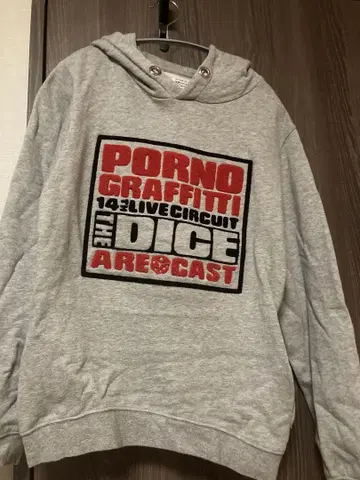 PORNO
GRAFFITTI
14th LIVE CIRCUIT
THE DICE
ARE CAST